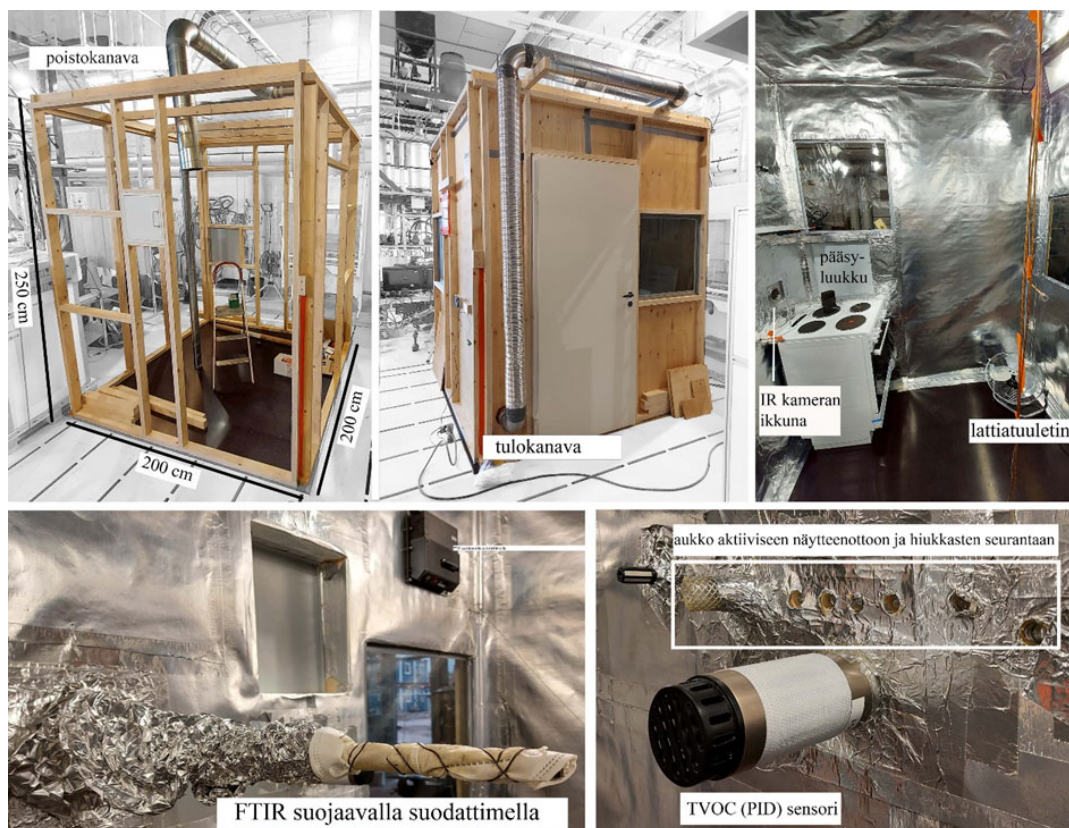 poistokanava
250 cm
200 cm
200 cm
tulokanava
pääsy-
luukku
IR kameran
ikkuna
lattiatuuletin
FTIR suojaavalla suodattimella
aukko aktiiviseen näytteenottoon ja hiukkasten seurantaan
TVOC (PID) sensori